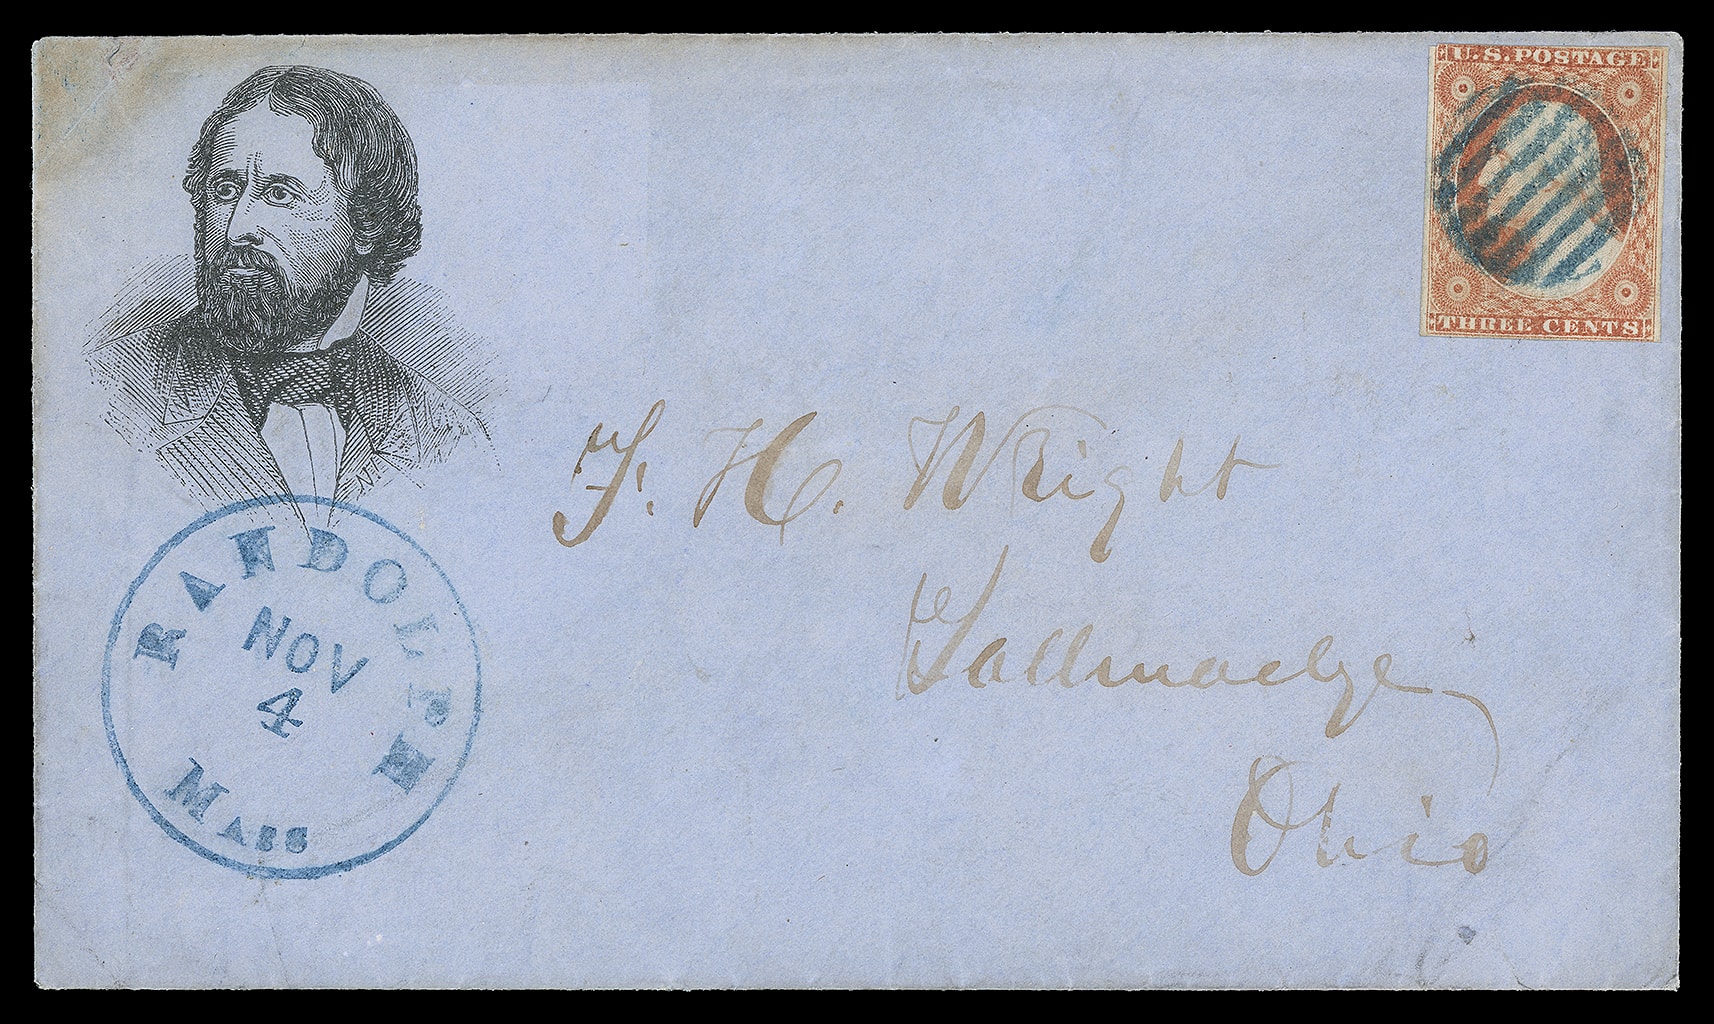 U.S. POSTAGE
THREE CENTS
F. H. Wright
Tallmadge
Ohio
RANDOLPH
NOV
4
MASS